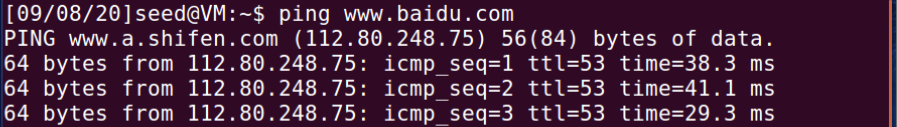 [09/08/20]seed@VM:~$ ping www.baidu.com
PING www.a.shifen.com (112.80.248.75) 56(84) bytes of data.
64 bytes from 112.80.248.75: icmp_seq=1 ttl=53 time=38.3 ms
64 bytes from 112.80.248.75: icmp_seq=2 ttl=53 time=41.1 ms
64 bytes from 112.80.248.75: icmp_seq=3 ttl=53 time=29.3 ms